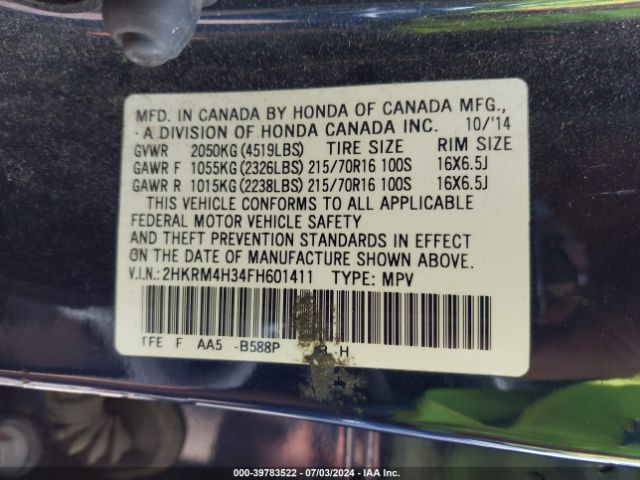 MFD. IN CANADA BY HONDA OF CANADA MFG.,
A DIVISION OF HONDA CANADA INC. 10/'14
GVWR 2050KG (4519LBS) TIRE SIZE RIM SIZE
GAWR F 1055KG (2326LBS) 215/70R16 100S 16X6.5J
GAWR R 1015KG (2238LBS) 215/70R16 100S 16X6.5J
THIS VEHICLE CONFORMS TO ALL APPLICABLE
FEDERAL MOTOR VEHICLE SAFETY
AND THEFT PREVENTION STANDARDS IN EFFECT
ON THE DATE OF MANUFACTURE SHOWN ABOVE.
V.I.N.: 2HKRM4H34FH601411 TYPE: MPV
TFE F AA5 -B588P -H
000-39783522 - 07/03/2024 - IAA Inc.